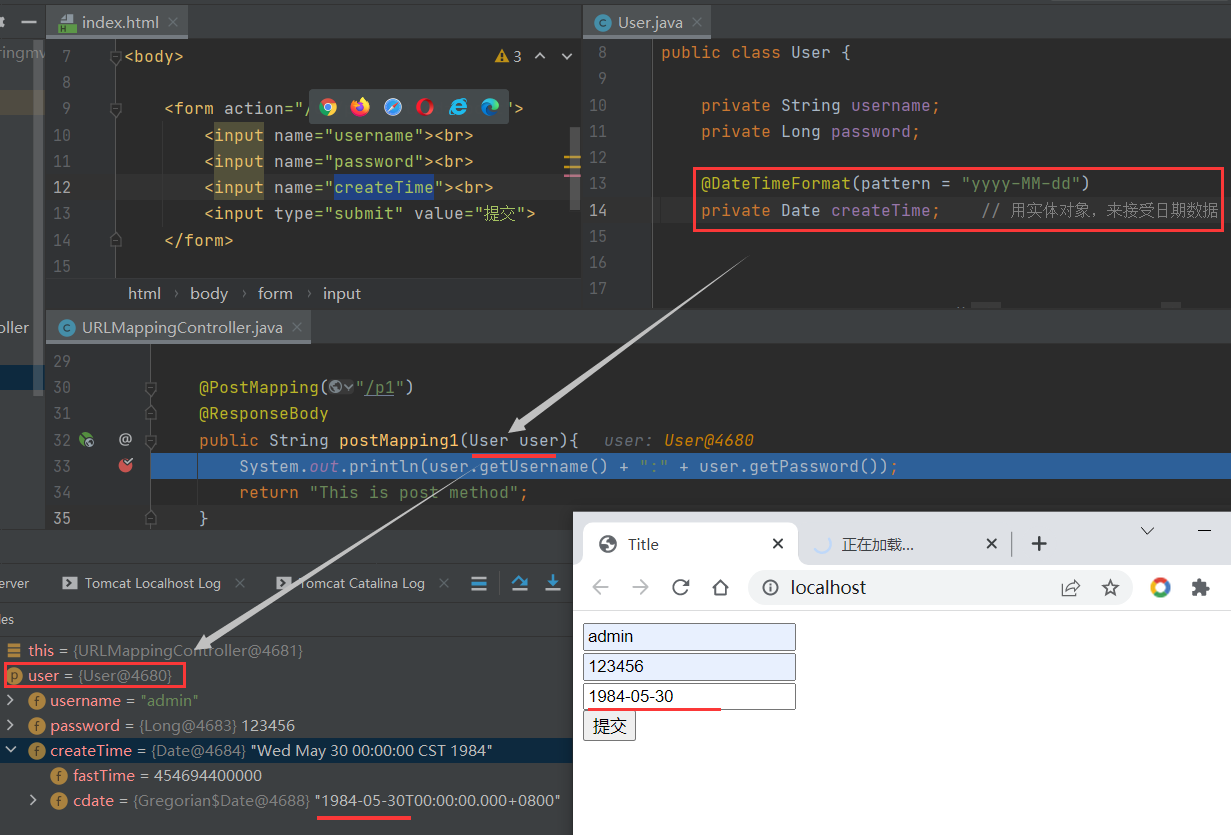 index.html
User.java
ringmv
7 <body>
3
8
9 <form action="/ ">
10 <input name="username"><br>
11 <input name="password"><br>
12 <input name="createTime"><br>
13 <input type="submit" value="提交">
14 </form>
15
html › body › form › input
8 public class User {
9
10 private String username;
11 private Long password;
12
13 @DateTimeFormat(pattern = "yyyy-MM-dd")
14 private Date createTime; // 用实体对象，来接受日期数据
15
16
17
oller
URLMappingController.java
29
30 @PostMapping("/p1")
31 @ResponseBody
32 @ public String postMapping1(User user){ user: User@4680
33 System.out.println(user.getUsername() + ":" + user.getPassword());
34 return "This is post method";
35 }
erver
Tomcat Localhost Log
Tomcat Catalina Log
les
this = {URLMappingController@4681}
user = {User@4680}
username = "admin"
password = {Long@4683} 123456
createTime = {Date@4684} "Wed May 30 00:00:00 CST 1984"
fastTime = 454694400000
cdate = {Gregorian$Date@4688} "1984-05-30T00:00:00.000+0800"
Title
正在加载...
localhost
admin
123456
1984-05-30
提交